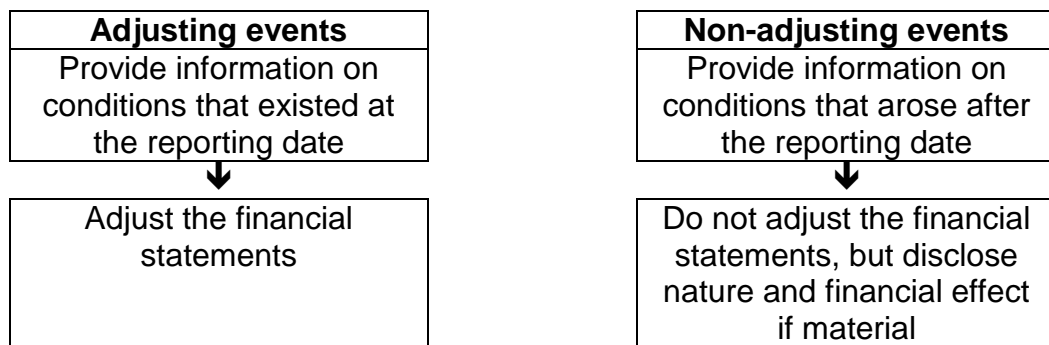 Adjusting events
Provide information on
conditions that existed at
the reporting date
Adjust the financial
statements
Non-adjusting events
Provide information on
conditions that arose after
the reporting date
Do not adjust the financial
statements, but disclose
nature and financial effect
if material